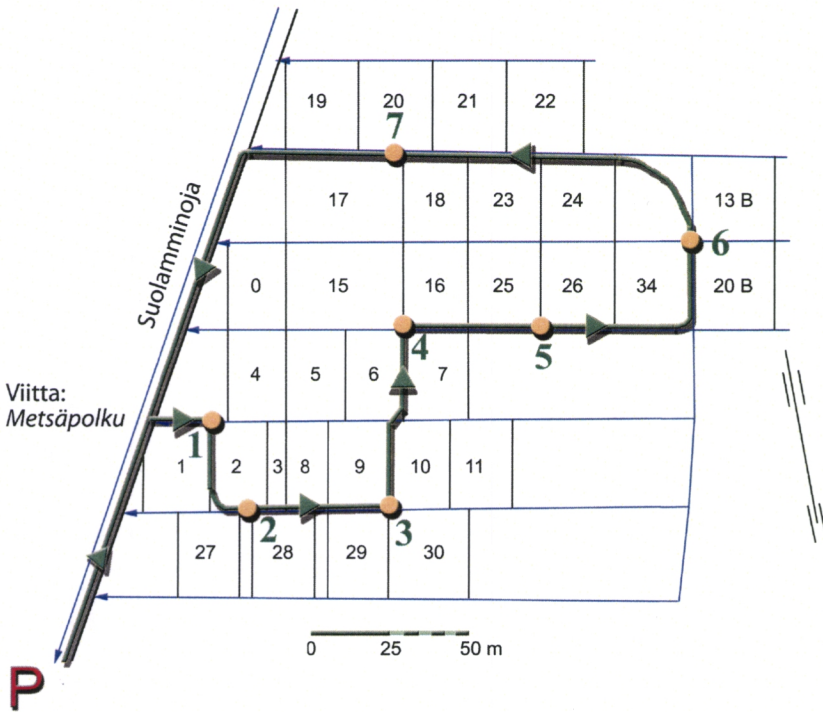 19 20 21 22
7
17 18 23 24 13 B
6
Suolamminoja
0 15 16 25 26 34 20 B
4 5
4 5 6 7
Viitta:
Metsäpolku
1
1 2 3 8 9 10 11
2 3
27 28 29 30
0 25 50 m
P